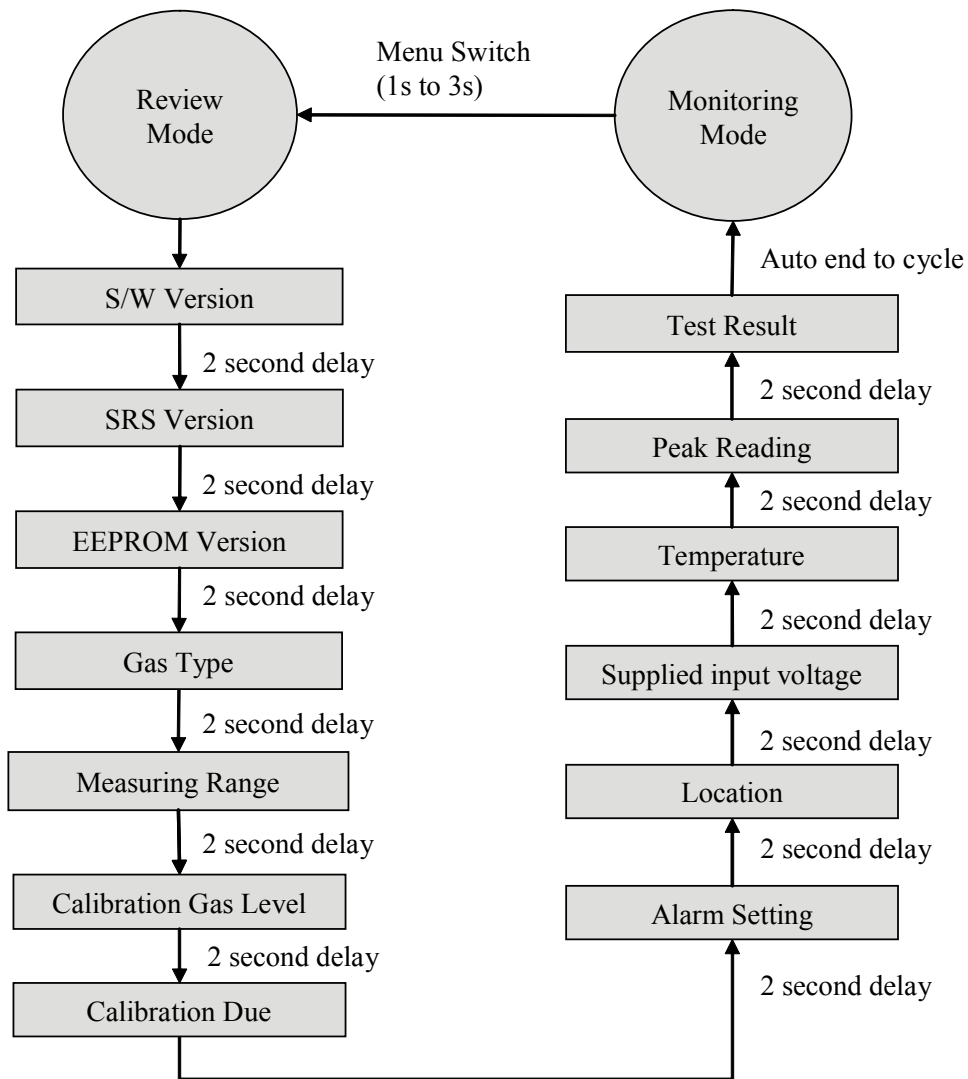 Menu Switch
(1s to 3s)
Review
Mode
Monitoring
Mode
S/W Version
2 second delay
SRS Version
2 second delay
EEPROM Version
2 second delay
Gas Type
2 second delay
Measuring Range
2 second delay
Calibration Gas Level
2 second delay
Calibration Due
2 second delay
Alarm Setting
2 second delay
Location
2 second delay
Supplied input voltage
2 second delay
Temperature
2 second delay
Peak Reading
2 second delay
Test Result
Auto end to cycle